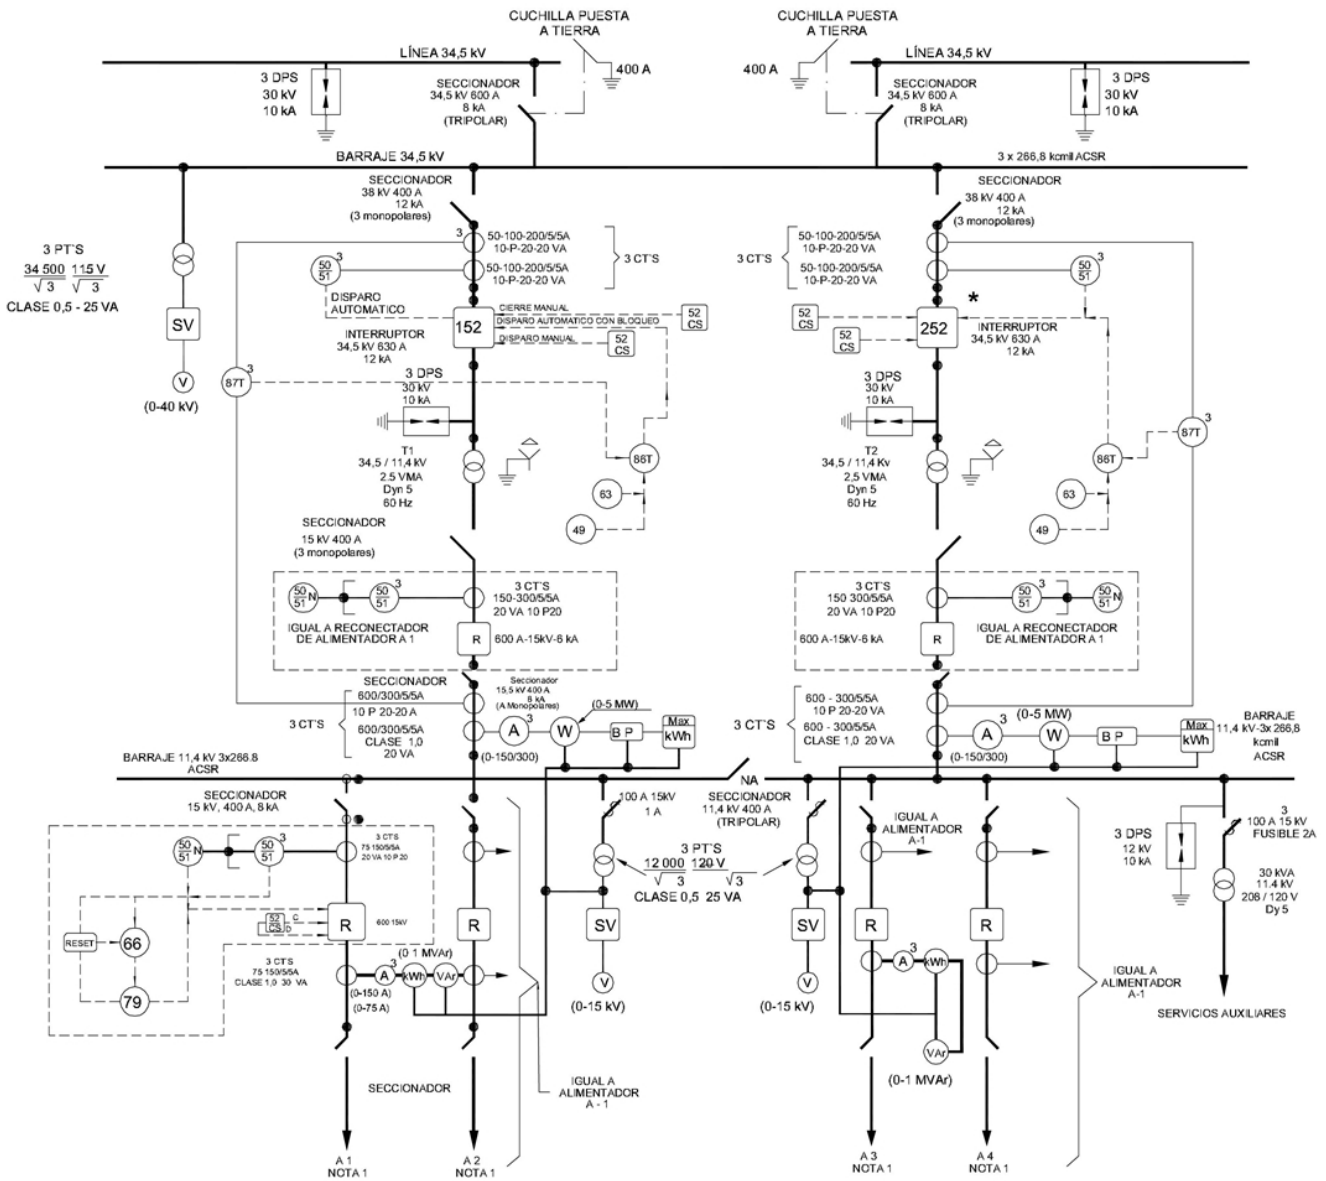 CUCHILLA PUESTA
A TIERRA
CUCHILLA PUESTA
A TIERRA
LÍNEA 34,5 kV
400 A
400 A
LÍNEA 34,5 kV
3 DPS
30 kV
10 kA
SECCIONADOR
34,5 kV 600 A
8 kA
(TRIPOLAR)
SECCIONADOR
34,5 kV 600 A
8 kA
(TRIPOLAR)
3 DPS
30 kV
10 kA
BARRAJE 34,5 kV
3 x 266,8 kcmil ACSR
SECCIONADOR
38 kV 400 A
12 kA
(3 monopolares)
SECCIONADOR
38 kV 400 A
12 kA
(3 monopolares)
3 PT`S
34 500 115 V
√ 3 √ 3
CLASE 0,5 - 25 VA
SV
V
(0-40 kV)
3
50-100-200/5/5A
10-P-20-20 VA
50-100-200/5/5A
10-P-20-20 VA
3 CT`S
50
51
3
DISPARO
AUTOMATICO
INTERRUPTOR
34,5 kV 630 A
12 kA
152
CIERRE MANUAL
DISPARO AUTOMATICO CON BLOQUEO
DISPARO MANUAL
52
CS
52
CS
3 CT`S
50-100-200/5/5A
10-P-20-20 VA
50-100-200/5/5A
10-P-20-20 VA
3
50
51
3
*
52
CS
52
CS
252
INTERRUPTOR
34,5 kV 630 A
12 kA
87T
3
3 DPS
30 kV
10 kA
3 DPS
30 kV
10 kA
87T
3
T1
34,5 / 11,4 kV
2.5 VMA
Dyn 5
60 Hz
86T
63
49
T2
34,5 / 11,4 Kv
2,5 VMA
Dyn 5
60 Hz
86T
63
49
SECCIONADOR
15 kV 400 A
(3 monopolares)
50
51
N
50
51
3
3 CT`S
150-300/5/5A
20 VA 10 P20
IGUAL A RECONECTADOR
DE ALIMENTADOR A 1
R
600 A-15kV-6 kA
3 CT`S
150 300/5/5A
20 VA 10 P20
50
51
3
50
51
N
IGUAL A RECONECTADOR
DE ALIMENTADOR A 1
600 A-15kV-6 kA
R
SECCIONADOR
Seccionador
15,5 kV 400 A
8 kA
(A Monopolares)
3 CT`S
600/300/5/5A
10 P 20-20 A
600/300/5/5A
CLASE 1,0
20 VA
A
3
(0-150/300)
W
(0-5 MW)
B P
Max
kWh
3 CT`S
600 - 300/5/5A
10 P 20-20 VA
600 - 300/5/5A
CLASE 1,0 20 VA
A
3
(0-150/300)
W
(0-5 MW)
B P
Max
kWh
BARRAJE
11,4 kV-3x 266,8
kcmil
ACSR
BARRAJE 11,4 kV 3x266.8
ACSR
NA
SECCIONADOR
15 kV, 400 A, 8 kA
100 A 15kV
1 A
SECCIONADOR
11,4 kV 400 A
(TRIPOLAR)
50
51
N
50
51
3
3 CT`S
75 150/5/5A
20 VA 10 P 20
3 PT`S
12 000 120 V
√ 3 √ 3
CLASE 0,5 25 VA
IGUAL A
ALIMENTADOR
A-1
3 DPS
12 kV
10 kA
3
100 A 15 kV
FUSIBLE 2A
30 kVA
11.4 kV
208 / 120 V
Dy 5
RESET
66
79
52
CS
C
D
R
600 15kV
R
SV
SV
R
R
3 CT`S
75 150/5/5A
CLASE 1,0 30 VA
A
3
(0-150 A)
(0-75 A)
kWh
(0 1 MVAr)
VAr
V
(0-15 kV)
V
(0-15 kV)
A
3
kWh
VAr
(0-1 MVAr)
IGUAL A
ALIMENTADOR
A-1
SERVICIOS AUXILIARES
SECCIONADOR
IGUAL A
ALIMENTADOR
A - 1
A 1
NOTA 1
A 2
NOTA 1
A 3
NOTA 1
A 4
NOTA 1